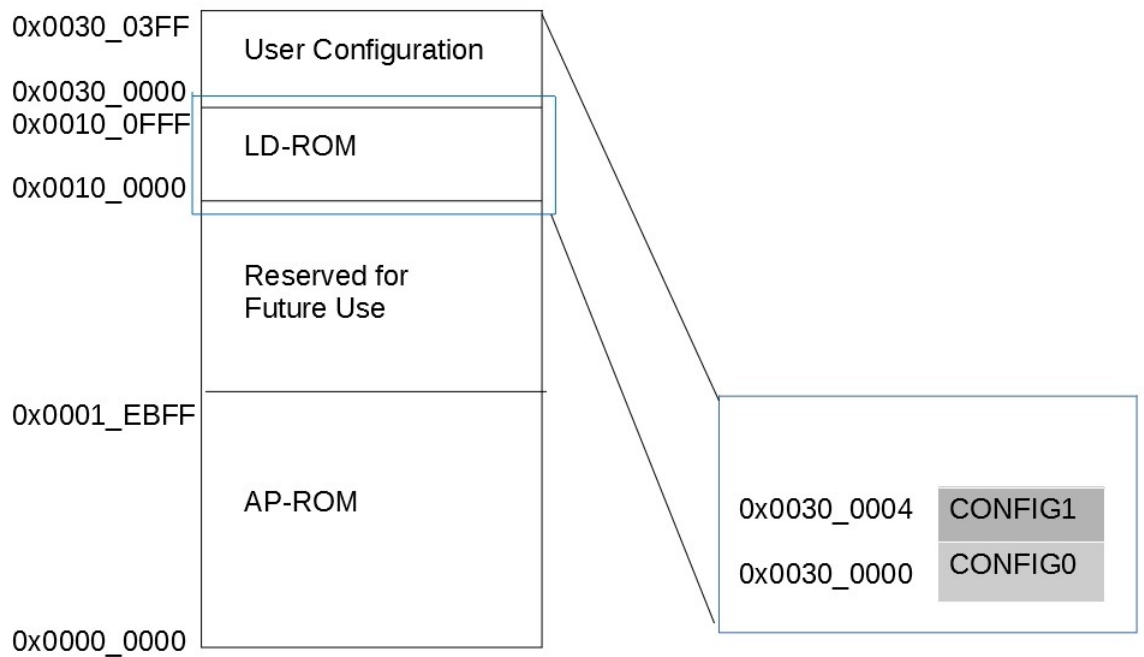 0x0030_03FF
User Configuration
0x0030_0000
0x0010_0FFF
LD-ROM
0x0010_0000
Reserved for
Future Use
0x0001_EBFF
AP-ROM
0x0000_0000
0x0030_0004 CONFIG1
0x0030_0000 CONFIG0